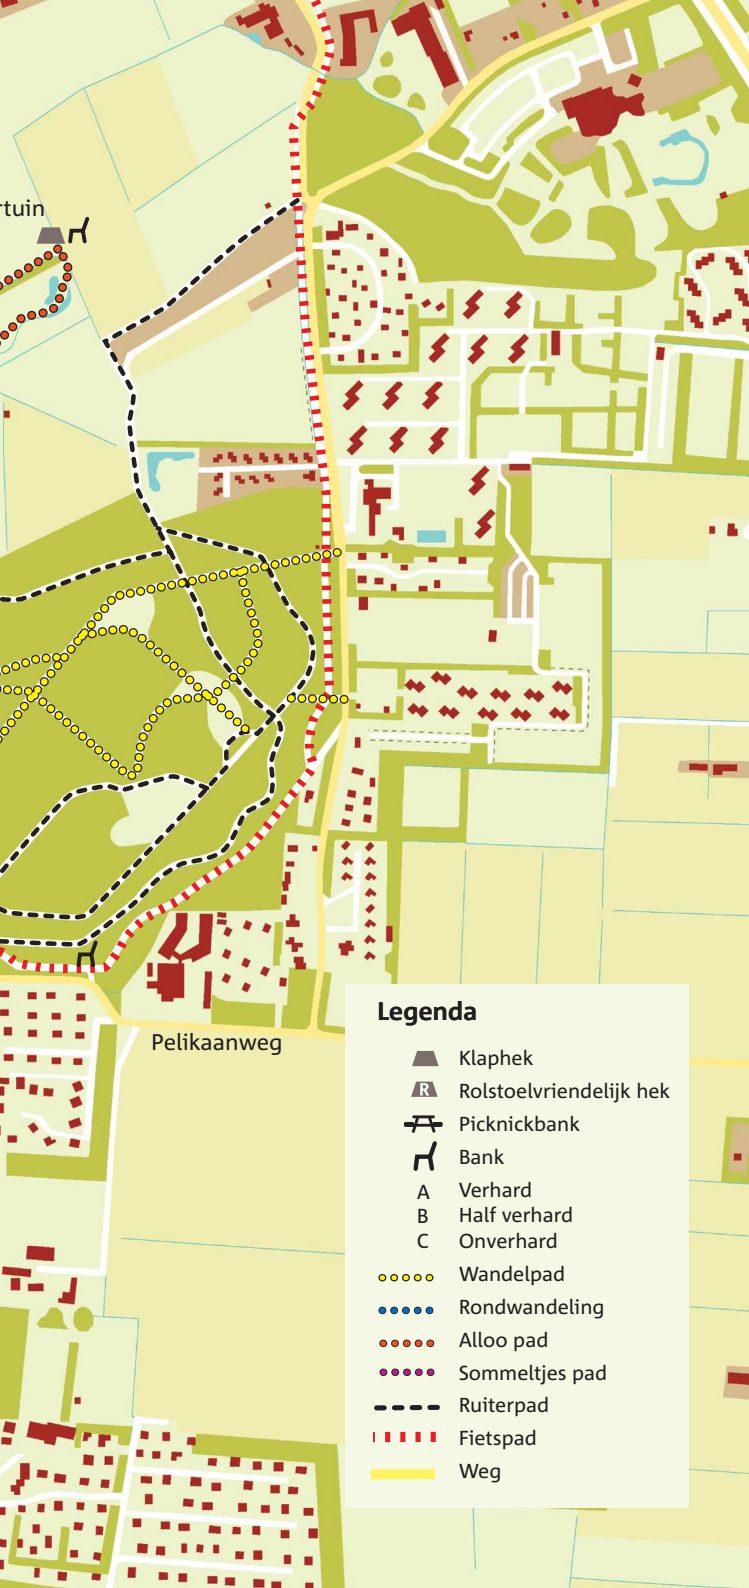 rtuin
Pelikaanweg
Legenda
Klaphek
R Rolstoelvriendelijk hek
Picknickbank
Bank
A Verhard
B Half verhard
C Onverhard
Wandelpad
Rondwandeling
Alloo pad
Sommeltjes pad
Ruiterpad
Fietspad
Weg